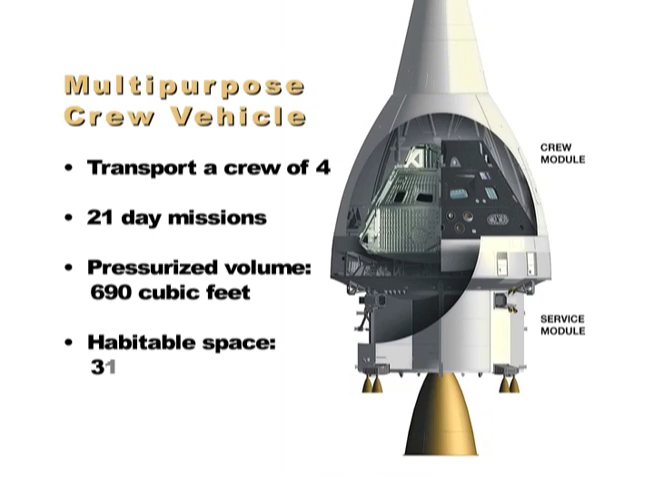 Multipurpose
Crew Vehicle
• Transport a crew of 4
• 21 day missions
• Pressurized volume:
690 cubic feet
• Habitable space:
31
CREW
MODULE
SERVICE
MODULE